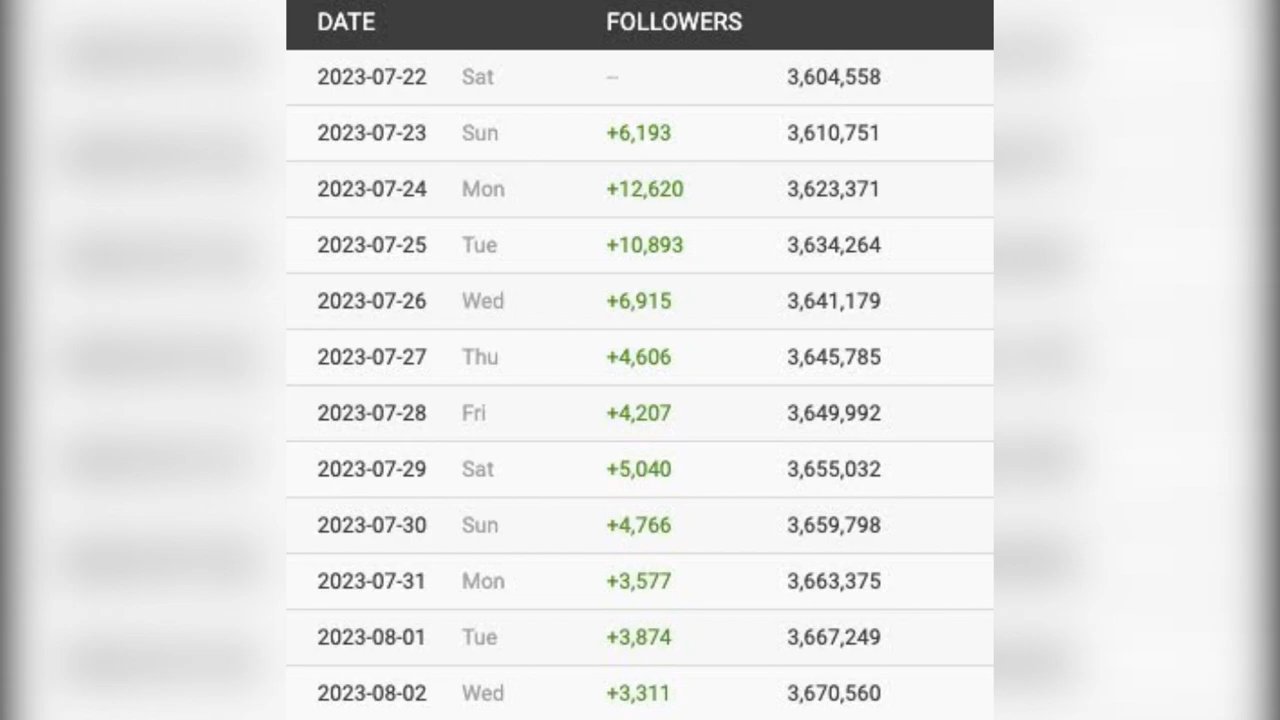 DATE FOLLOWERS
2023-07-22 Sat -- 3,604,558
2023-07-23 Sun +6,193 3,610,751
2023-07-24 Mon +12,620 3,623,371
2023-07-25 Tue +10,893 3,634,264
2023-07-26 Wed +6,915 3,641,179
2023-07-27 Thu +4,606 3,645,785
2023-07-28 Fri +4,207 3,649,992
2023-07-29 Sat +5,040 3,655,032
2023-07-30 Sun +4,766 3,659,798
2023-07-31 Mon +3,577 3,663,375
2023-08-01 Tue +3,874 3,667,249
2023-08-02 Wed +3,311 3,670,560